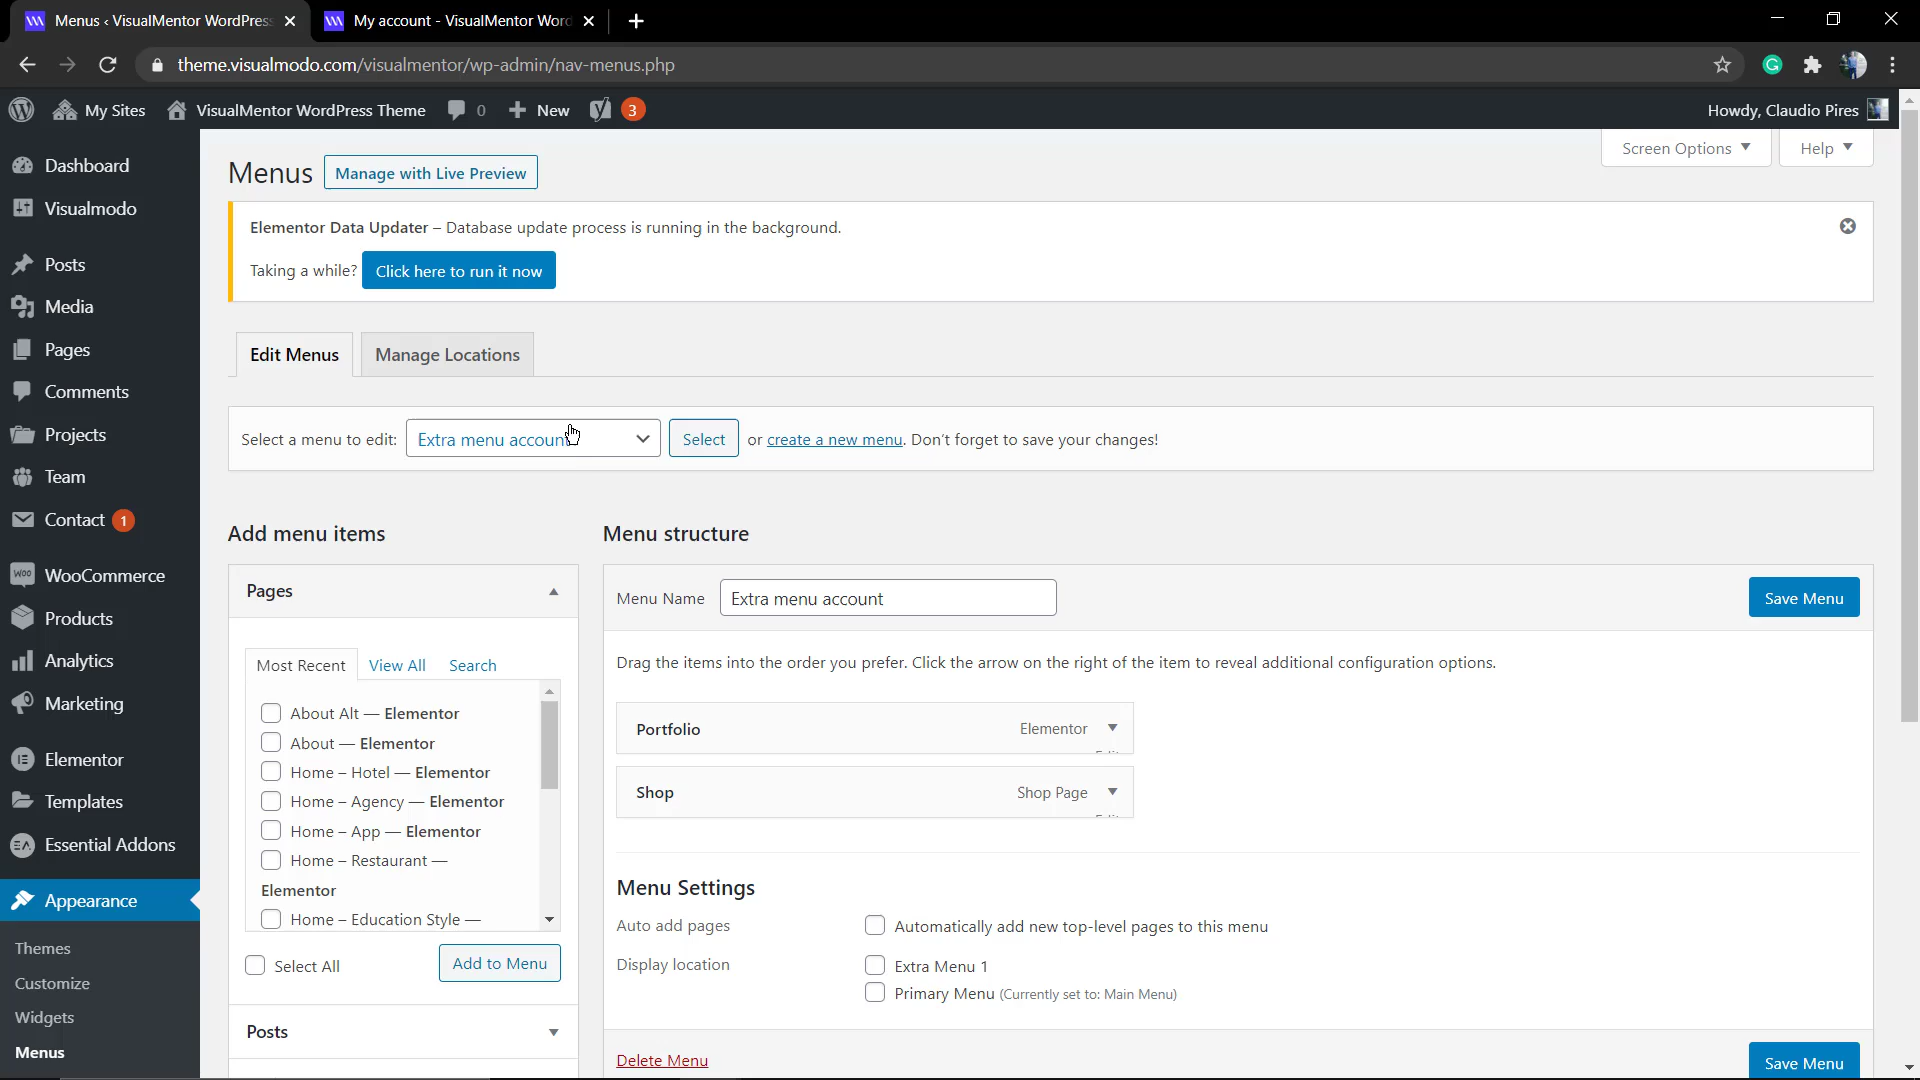 Menus ‹ VisualMentor WordPress
My account - VisualMentor Word
theme.visualmodo.com/visualmentor/wp-admin/nav-menus.php
My Sites
VisualMentor WordPress Theme
0
New
3
Howdy, Claudio Pires
Dashboard
Visualmodo
Posts
Media
Pages
Comments
Projects
Team
Contact 1
WooCommerce
Products
Analytics
Marketing
Elementor
Templates
Essential Addons
Appearance
Themes
Customize
Widgets
Menus
Screen Options
Help
Menus
Manage with Live Preview
Elementor Data Updater – Database update process is running in the background.
Taking a while? Click here to run it now
Edit Menus
Manage Locations
Select a menu to edit: Extra menu account Select or create a new menu. Don't forget to save your changes!
Add menu items
Pages
Most Recent View All Search
About Alt — Elementor
About — Elementor
Home – Hotel — Elementor
Home – Agency — Elementor
Home – App — Elementor
Home – Restaurant —
Elementor
Home – Education Style —
Select All
Add to Menu
Posts
Menu structure
Menu Name Extra menu account
Save Menu
Drag the items into the order you prefer. Click the arrow on the right of the item to reveal additional configuration options.
Portfolio Elementor
Shop Shop Page
Menu Settings
Auto add pages Automatically add new top-level pages to this menu
Display location Extra Menu 1
Primary Menu (Currently set to: Main Menu)
Delete Menu
Save Menu